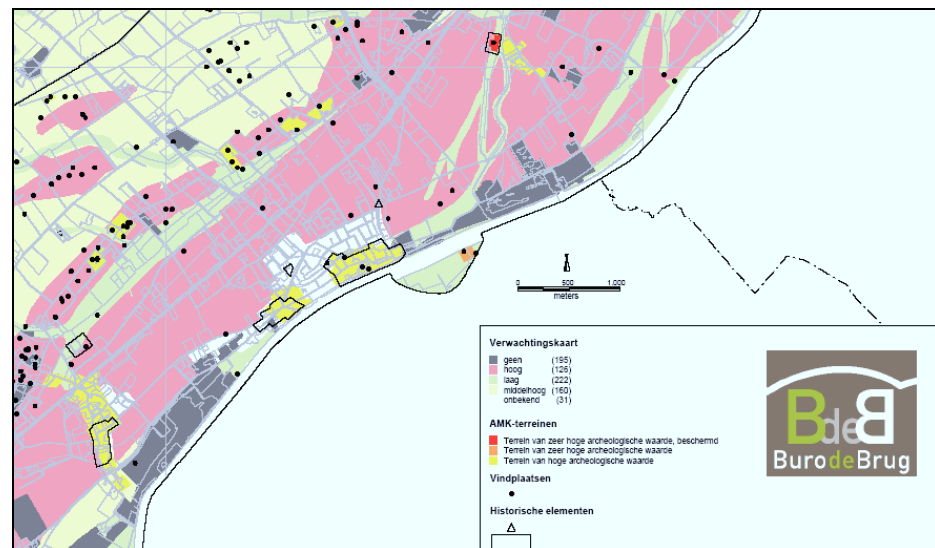 0 500 1.000
meters
Verwachtingskaart
geen (195)
hoog (126)
laag (222)
middelhoog (160)
onbekend (31)
AMK-terreinen
Terrein van zeer hoge archeologische waarde, beschermd
Terrein van zeer hoge archeologische waarde
Terrein van hoge archeologische waarde
Vindplaatsen
Historische elementen
BdeB
BurodeBrug